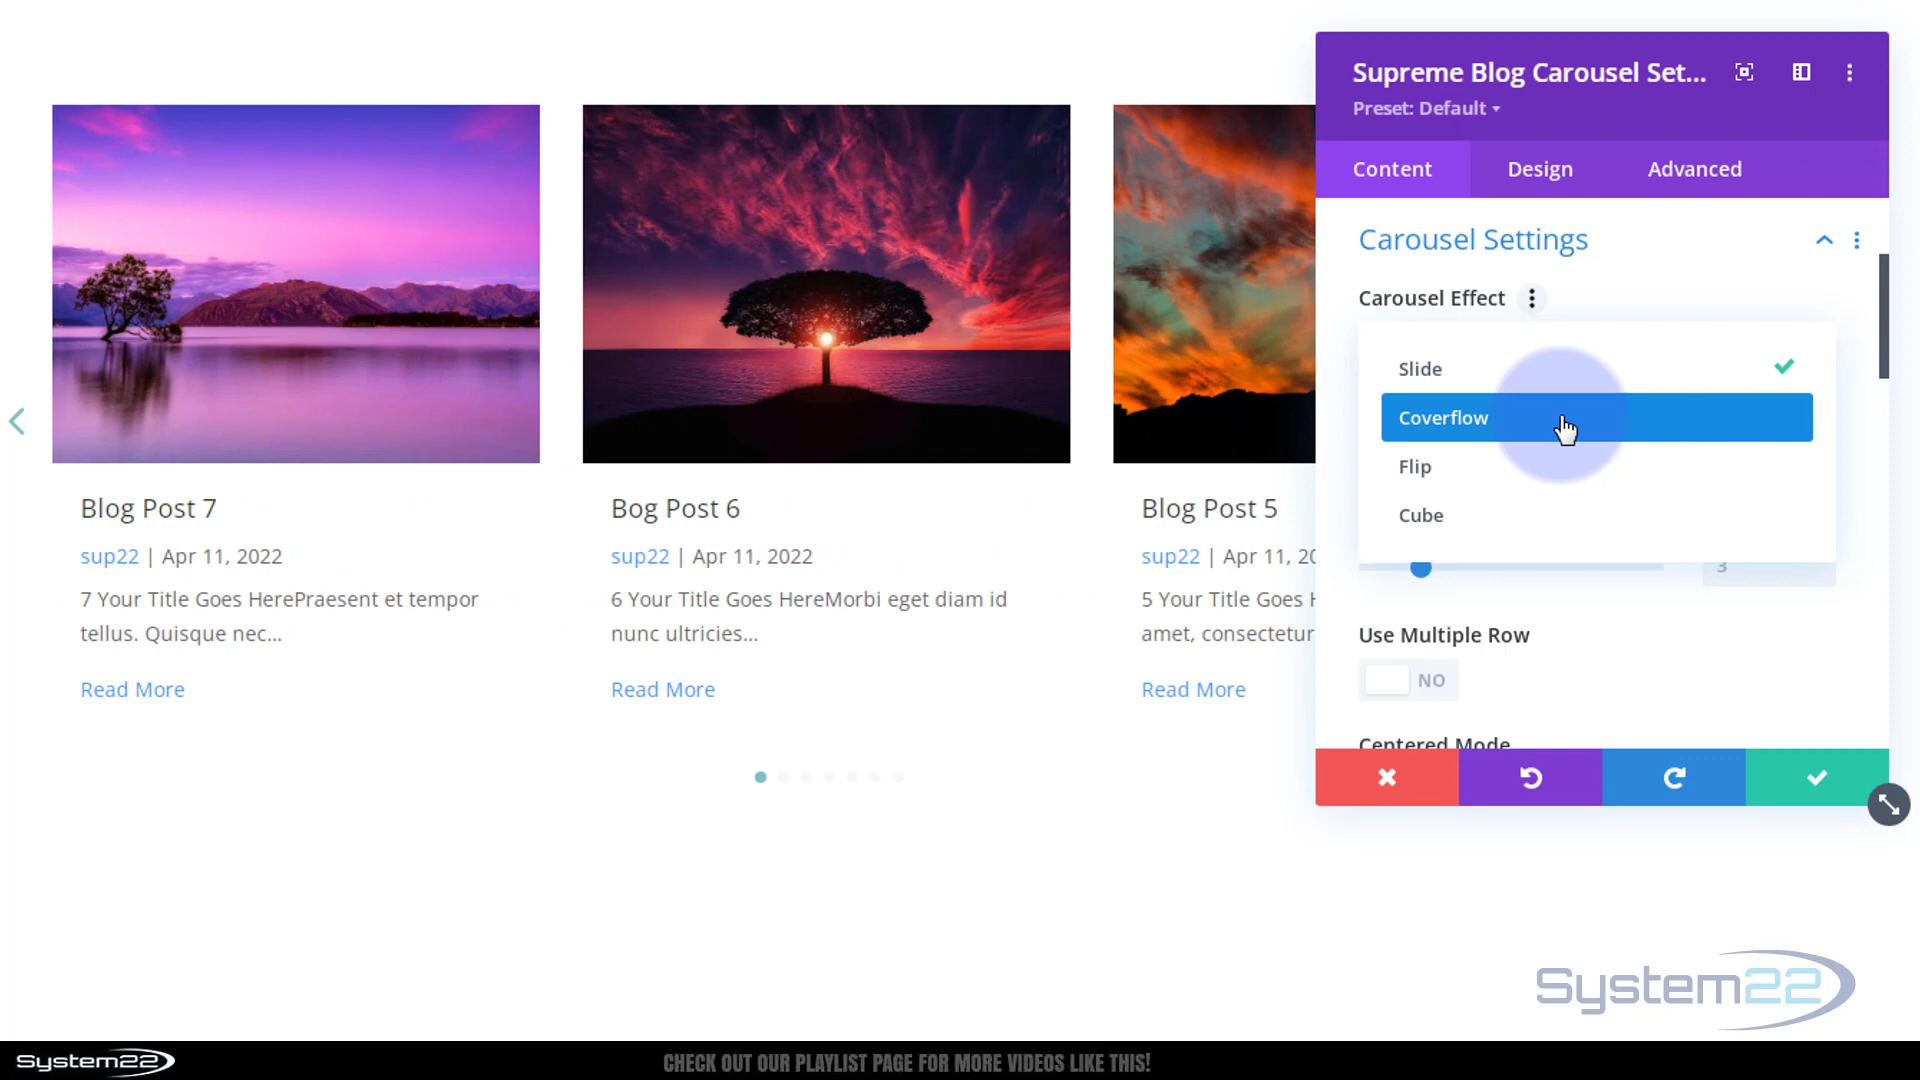 Supreme Blog Carousel Set...
Preset: Default
Content
Design
Advanced
Carousel Settings
Carousel Effect
Slide
Coverflow
Flip
Cube
3
Use Multiple Row
NO
Centered Mode
Blog Post 7
sup22 | Apr 11, 2022
7 Your Title Goes HerePraesent et tempor
tellus. Quisque nec...
Read More
Bog Post 6
sup22 | Apr 11, 2022
6 Your Title Goes HereMorbi eget diam id
nunc ultricies...
Read More
Blog Post 5
sup22 | Apr 11, 20
5 Your Title Goes H
amet, consectetur
Read More
System22
System22
CHECK OUT OUR PLAYLIST PAGE FOR MORE VIDEOS LIKE THIS!